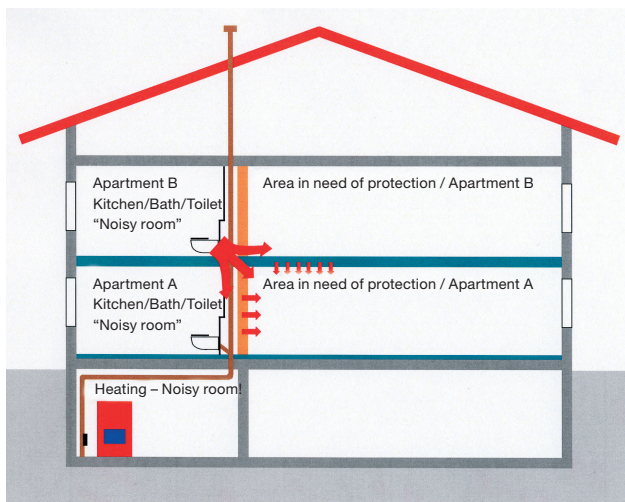 Apartment B
Kitchen/Bath/Toilet
“Noisy room”
Area in need of protection / Apartment B
Apartment A
Kitchen/Bath/Toilet
“Noisy room”
Area in need of protection / Apartment A
Heating – Noisy room!